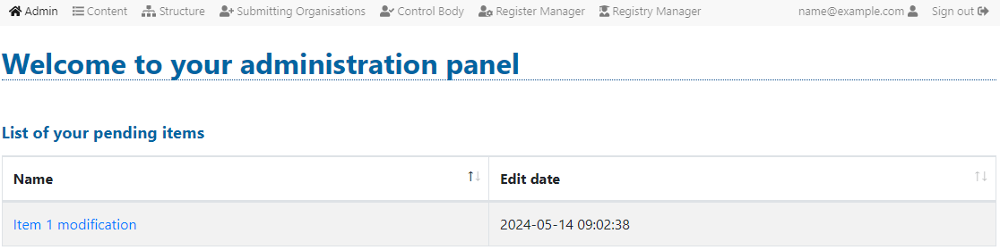 Admin Content Structure Submitting Organisations Control Body Register Manager Registry Manager name@example.com Sign out
Welcome to your administration panel
List of your pending items
Name Edit date
Item 1 modification 2024-05-14 09:02:38